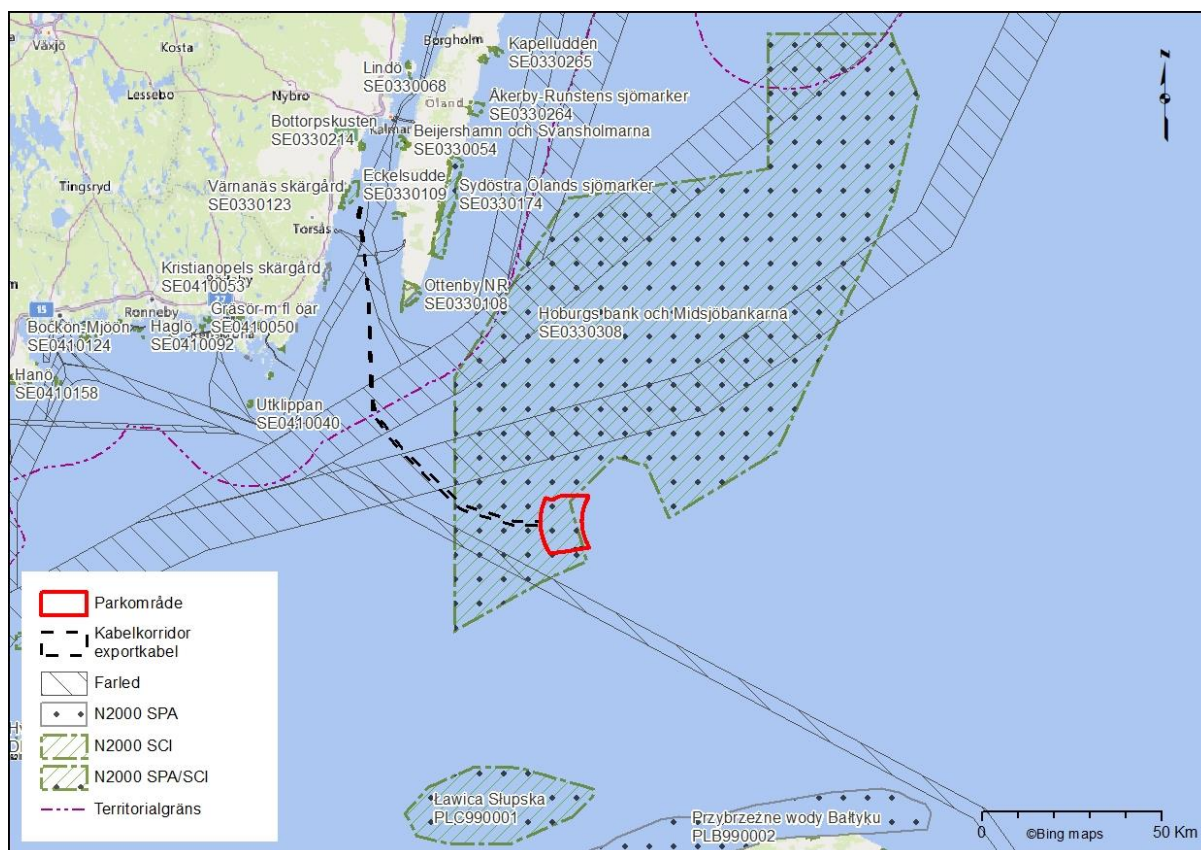 Växjö
Kosta
Lessebo
Nybro
Tingsryd
Torsås
Ronneby
15
27
Borgholm
Öland
Kalmar
Kapelludden
SE0330265
Lindö
SE0330068
Åkerby-Runstens sjömarker
SE0330264
Bottorpskusten
SE0330214
Beijershamn och Svansholmarna
SE0330054
Eckelsudde
SE0330109
Värnanäs skärgård
SE0330123
Sydöstra Ölands sjömarker
SE0330174
Kristianopels skärgård
SE0410053
Ottenby NR
SE0330108
Gräsör m fl öar
SE0410050
Bockön-Mjöön
SE0410124
Haglö
SE0410092
Hanö
SE0410158
Utklippan
SE0410040
Hoburgs bank och Midsjöbankarna
SE0330308
Parkområde
Kabelkorridor
exportkabel
Farled
N2000 SPA
N2000 SCI
N2000 SPA/SCI
Territorialgräns
Ławica Słupska
PLC990001
Przybrzeżne wody Bałtyku
PLB990002
0
50 Km
©Bing maps
z